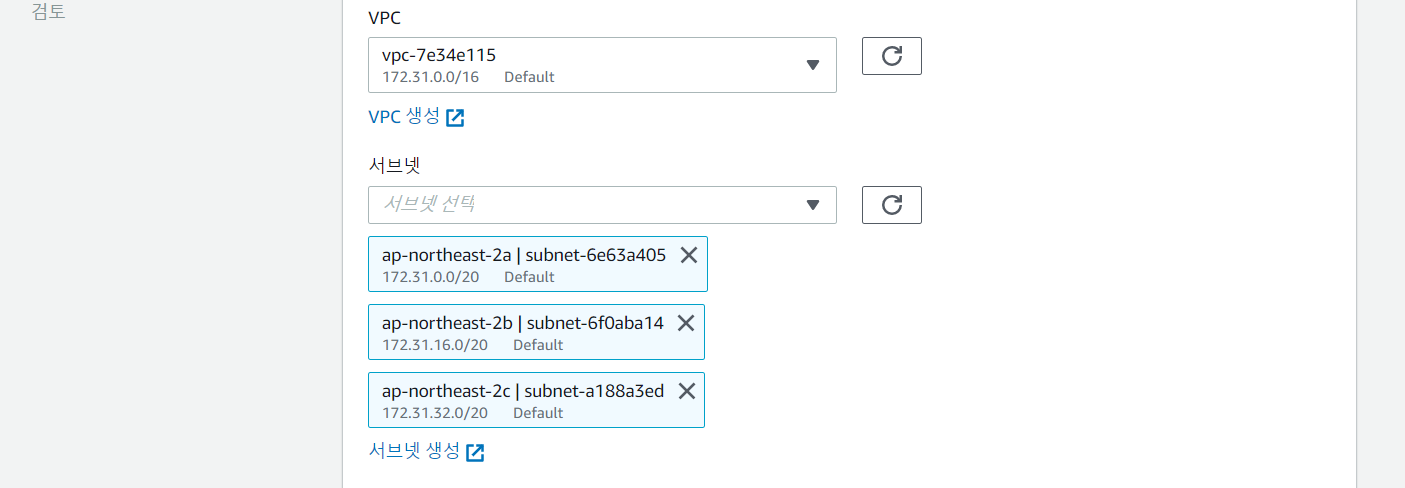 검토
VPC
vpc-7e34e115
172.31.0.0/16 Default
VPC 생성
서브넷
서브넷 선택
ap-northeast-2a | subnet-6e63a405
172.31.0.0/20 Default
ap-northeast-2b | subnet-6f0aba14
172.31.16.0/20 Default
ap-northeast-2c | subnet-a188a3ed
172.31.32.0/20 Default
서브넷 생성